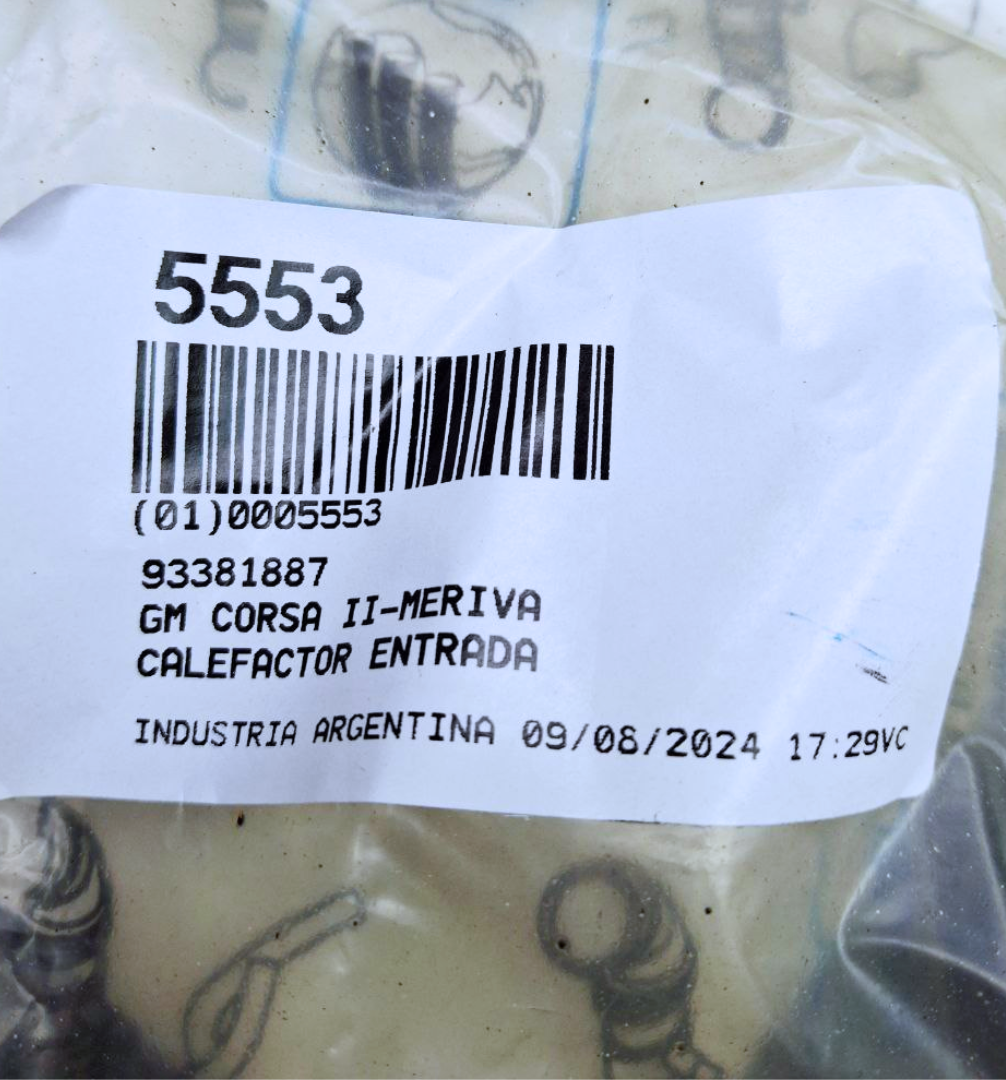 5553
(01)0005553
93381887
GM CORSA II-MERIVA
CALEFACTOR ENTRADA
INDUSTRIA ARGENTINA 09/08/2024 17:29VC